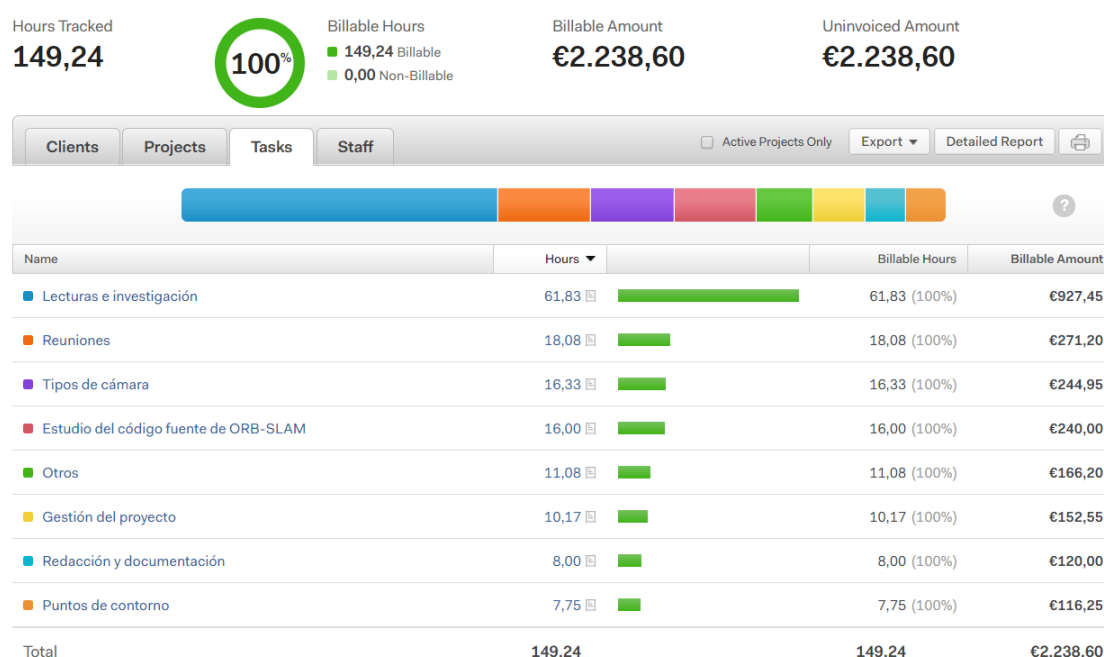 Hours Tracked
149,24
100%
Billable Hours
149,24 Billable
0,00 Non-Billable
Billable Amount
€2.238,60
Uninvoiced Amount
€2.238,60
Clients Projects Tasks Staff
Active Projects Only Export Detailed Report
?
Name Hours Billable Hours Billable Amount
Lecturas e investigación 61,83 61,83 (100%) €927,45
Reuniones 18,08 18,08 (100%) €271,20
Tipos de cámara 16,33 16,33 (100%) €244,95
Estudio del código fuente de ORB-SLAM 16,00 16,00 (100%) €240,00
Otros 11,08 11,08 (100%) €166,20
Gestión del proyecto 10,17 10,17 (100%) €152,55
Redacción y documentación 8,00 8,00 (100%) €120,00
Puntos de contorno 7,75 7,75 (100%) €116,25
Total 149,24 149,24 €2.238,60